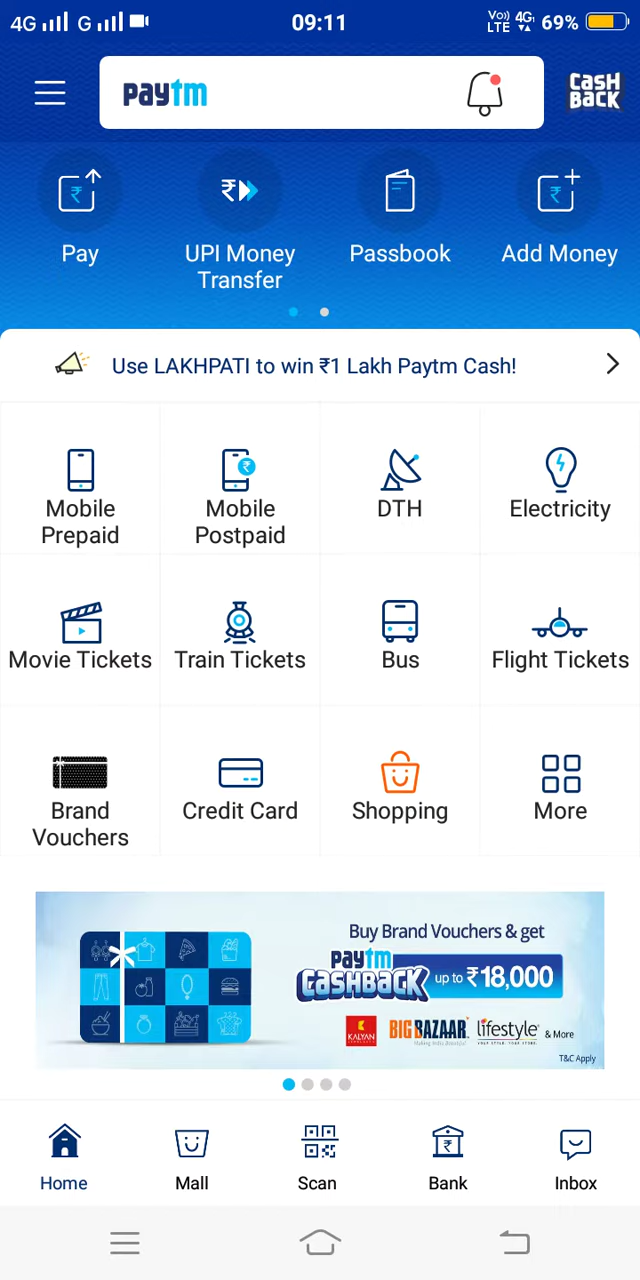 4G G 09:11 Vo)) LTE 4G 69%
paytm CASH BACK
Pay
UPI Money
Transfer
Passbook
Add Money
Use LAKHPATI to win ₹1 Lakh Paytm Cash!
Mobile
Prepaid
Mobile
Postpaid
DTH
Electricity
Movie Tickets
Train Tickets
Bus
Flight Tickets
Brand
Vouchers
Credit Card
Shopping
More
Buy Brand Vouchers & get
paytm
CASHBACK up to ₹18,000
KALYAN
BIG BAZAAR
lifestyle
& More
T&C Apply
Home
Mall
Scan
Bank
Inbox